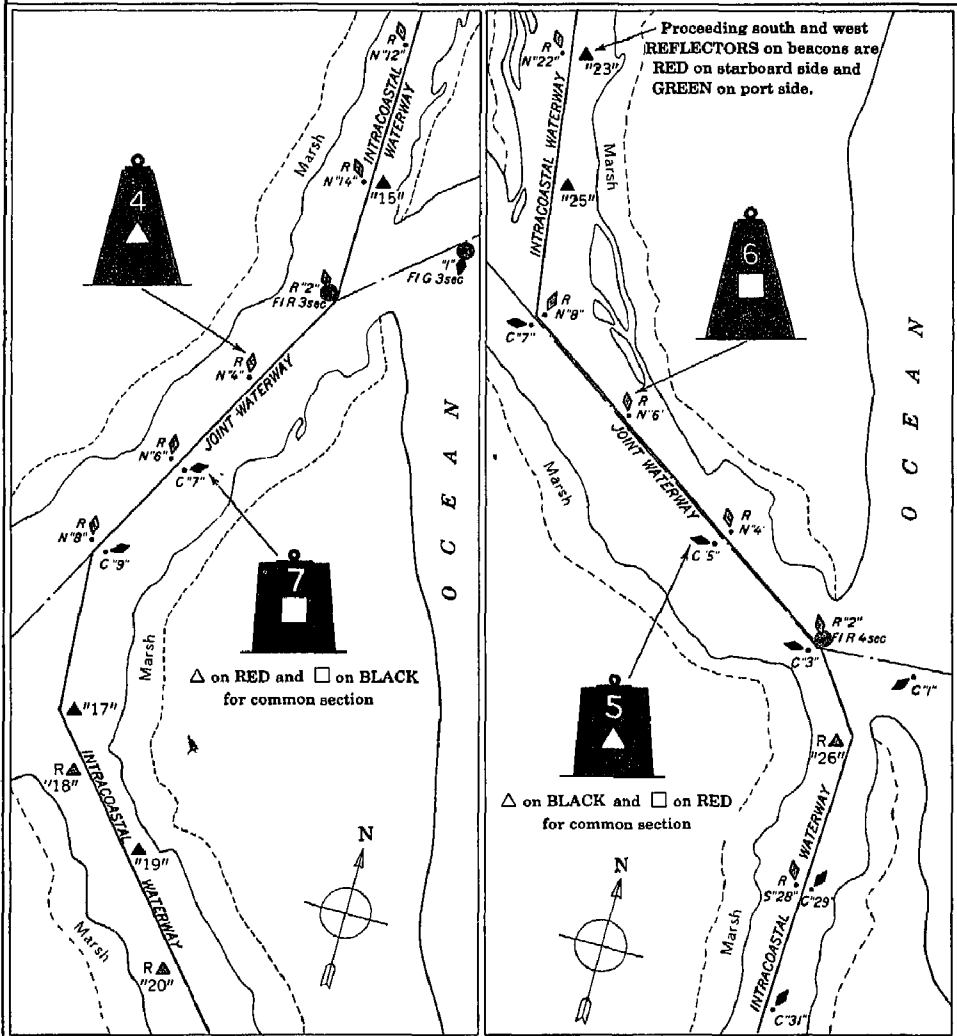 R
N"12"
INTRACOASTAL
WATERWAY
Marsh
R
N"14"
"15"
4
R"2"
Fl R 3sec
"1"
Fl G 3sec
R
N"4"
JOINT WATERWAY
R
N"6"
C"7"
R
N"8"
C"9"
OCEAN
7
Marsh
△ on RED and □ on BLACK
for common section
"17"
R
"18"
INTRACOASTAL
"19"
WATERWAY
Marsh
R
"20"
N
Proceeding south and west
REFLECTORS on beacons are
RED on starboard side and
GREEN on port side.
R
N"22"
"23"
INTRACOASTAL WATERWAY
Marsh
"25"
6
R
N"8"
C"7"
OCEAN
R
N"6'
JOINT WATERWAY
Marsh
R
N"4'
C"5"
R"2"
Fl R 4sec
C"3"
C"1"
5
R
"26"
△ on BLACK and □ on RED
for common section
INTRACOASTAL WATERWAY
R
S"28"
C"29'
Marsh
N
C"31"